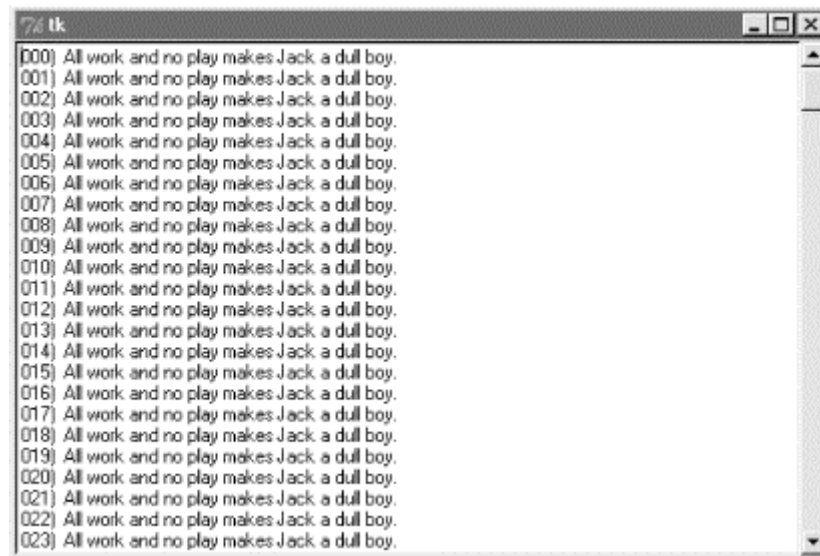 tk
000) All work and no play makes Jack a dull boy.
001) All work and no play makes Jack a dull boy.
002) All work and no play makes Jack a dull boy.
003) All work and no play makes Jack a dull boy.
004) All work and no play makes Jack a dull boy.
005) All work and no play makes Jack a dull boy.
006) All work and no play makes Jack a dull boy.
007) All work and no play makes Jack a dull boy.
008) All work and no play makes Jack a dull boy.
009) All work and no play makes Jack a dull boy.
010) All work and no play makes Jack a dull boy.
011) All work and no play makes Jack a dull boy.
012) All work and no play makes Jack a dull boy.
013) All work and no play makes Jack a dull boy.
014) All work and no play makes Jack a dull boy.
015) All work and no play makes Jack a dull boy.
016) All work and no play makes Jack a dull boy.
017) All work and no play makes Jack a dull boy.
018) All work and no play makes Jack a dull boy.
019) All work and no play makes Jack a dull boy.
020) All work and no play makes Jack a dull boy.
021) All work and no play makes Jack a dull boy.
022) All work and no play makes Jack a dull boy.
023) All work and no play makes Jack a dull boy.